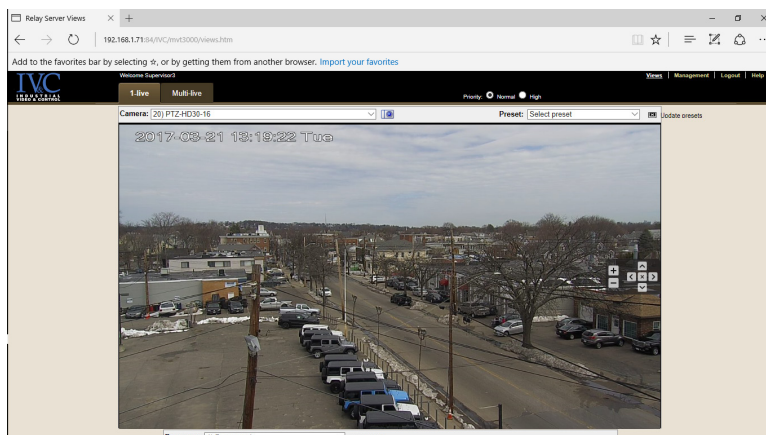 Relay Server Views
192.168.1.71:84/IVC/mvt3000/views.htm
Add to the favorites bar by selecting ☆, or by getting them from another browser. Import your favorites
IVC
INDUSTRIAL
VIDEO & CONTROL
Welcome Supervisor3
Views | Management | Logout | Help
1-live Multi-live
Priority: Normal High
Camera: 20) PTZ-HD30-16
Preset: Select preset
Update presets
2017-03-21 13:19:22 Tue